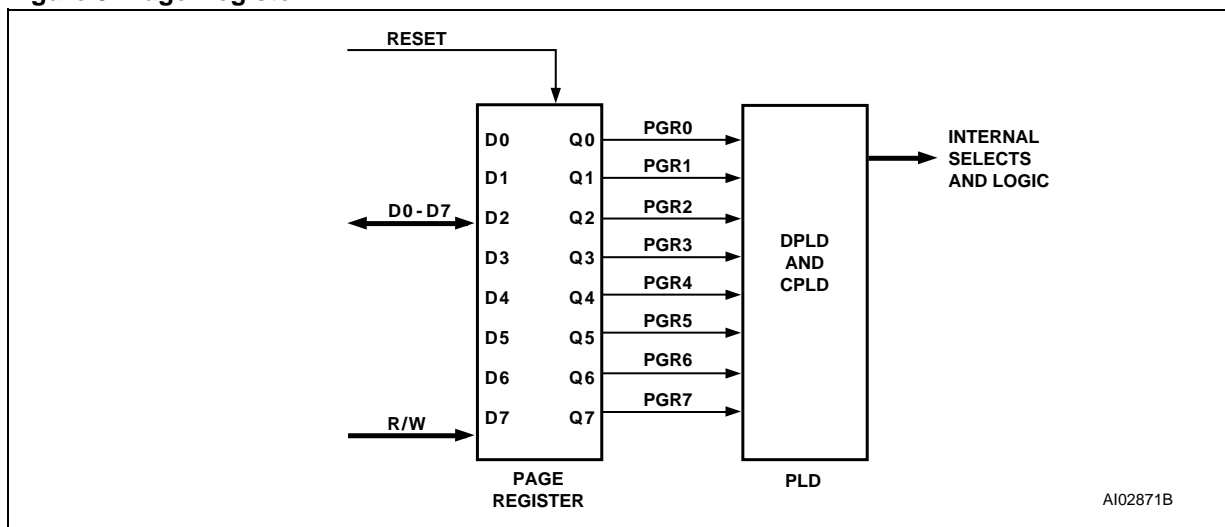 RESET
D0 Q0 PGR0
D1 Q1 PGR1
D0-D7 D2 Q2 PGR2
D3 Q3 PGR3
D4 Q4 PGR4
D5 Q5 PGR5
D6 Q6 PGR6
R/W D7 Q7 PGR7
DPLD
AND
CPLD
INTERNAL
SELECTS
AND LOGIC
PAGE
REGISTER
PLD
AI02871B